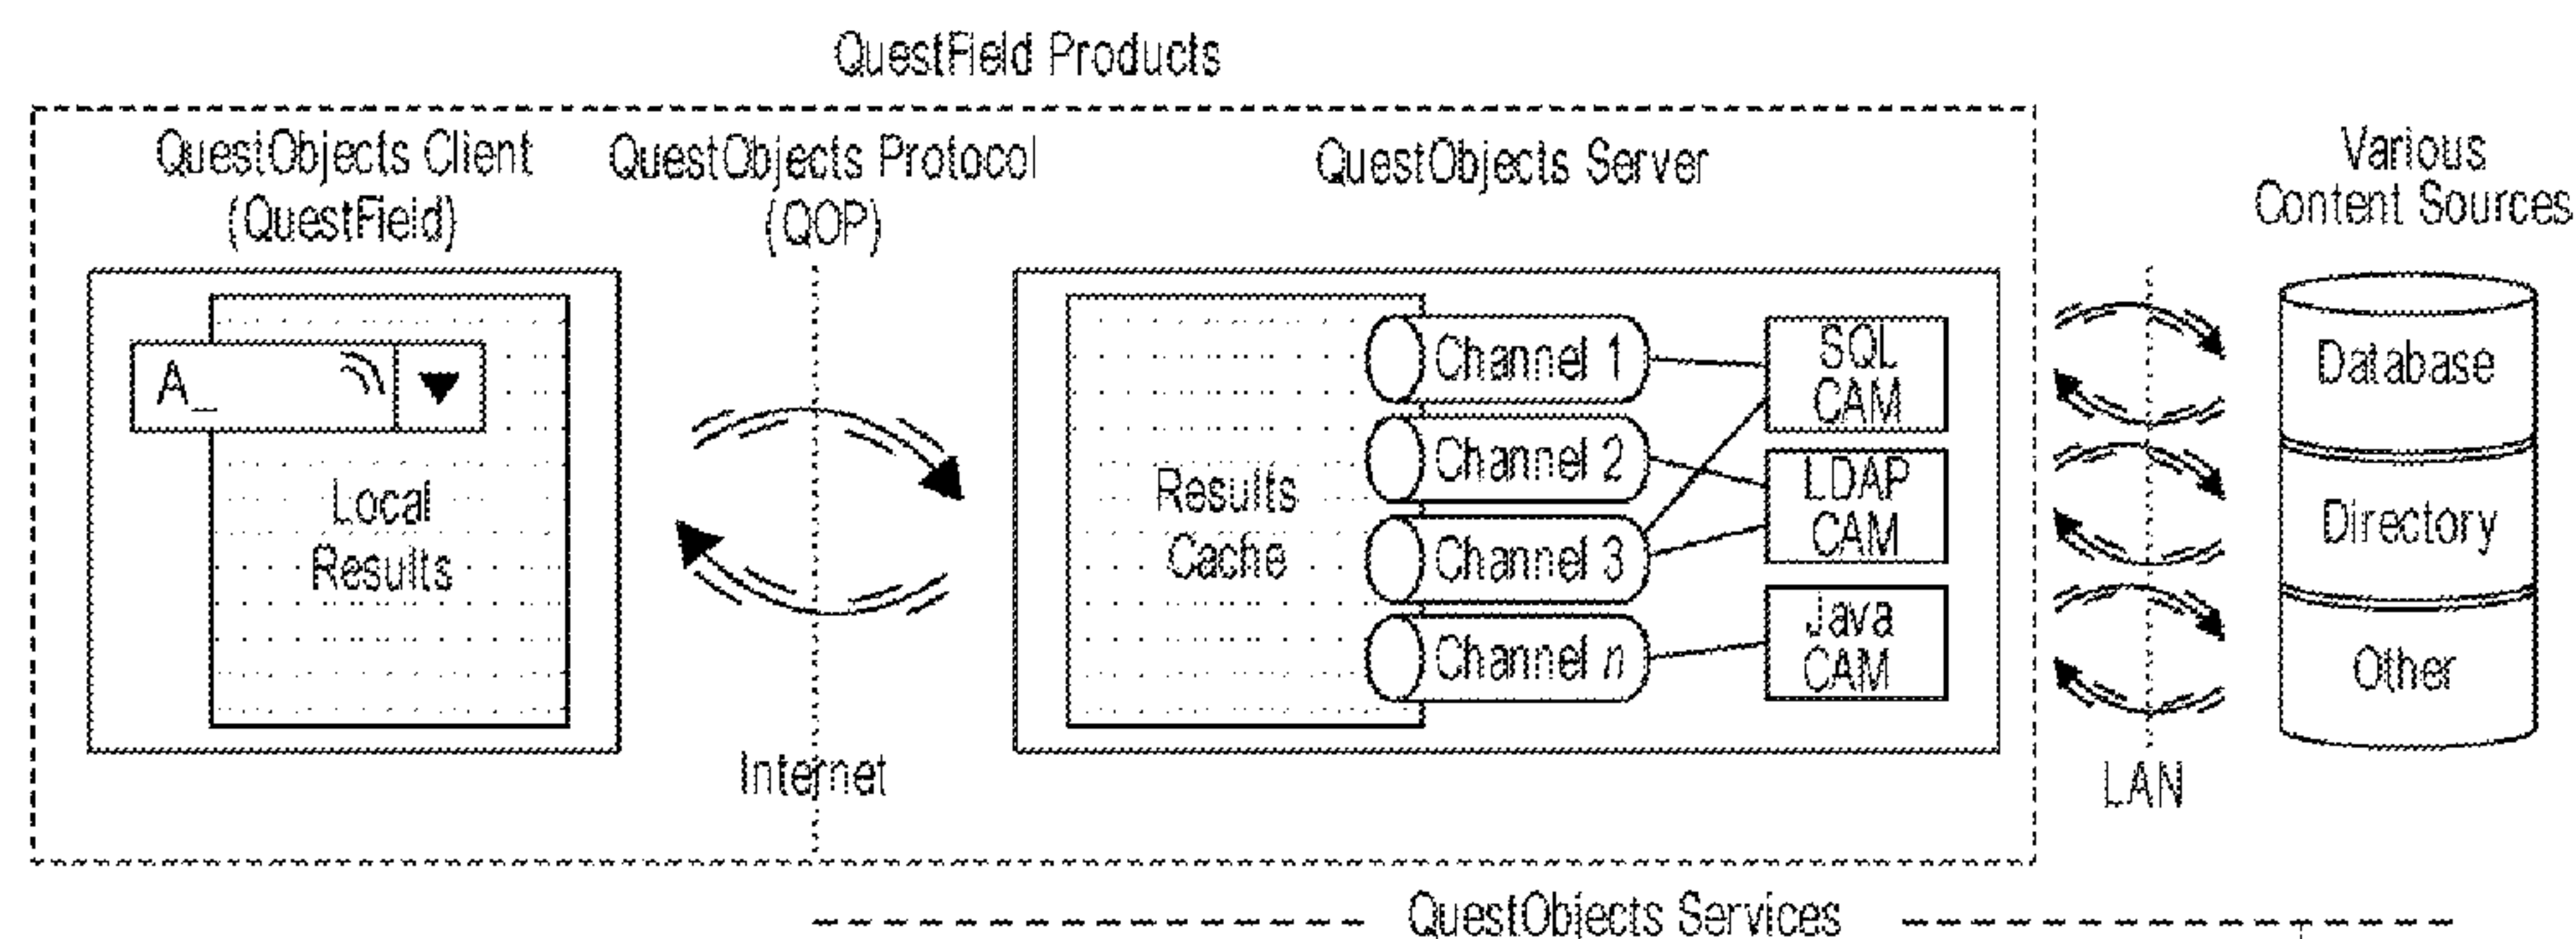 QuestField Products
QuestObjects Client
(QuestField)
QuestObjects Protocol
(QOP)
QuestObjects Server
Various
Content Sources
A_
Local
Results
Results
Cache
Channel 1
Channel 2
Channel 3
Channel n
SQL
CAM
LDAP
CAM
Java
CAM
Database
Directory
Other
Internet
LAN
QuestObjects Services